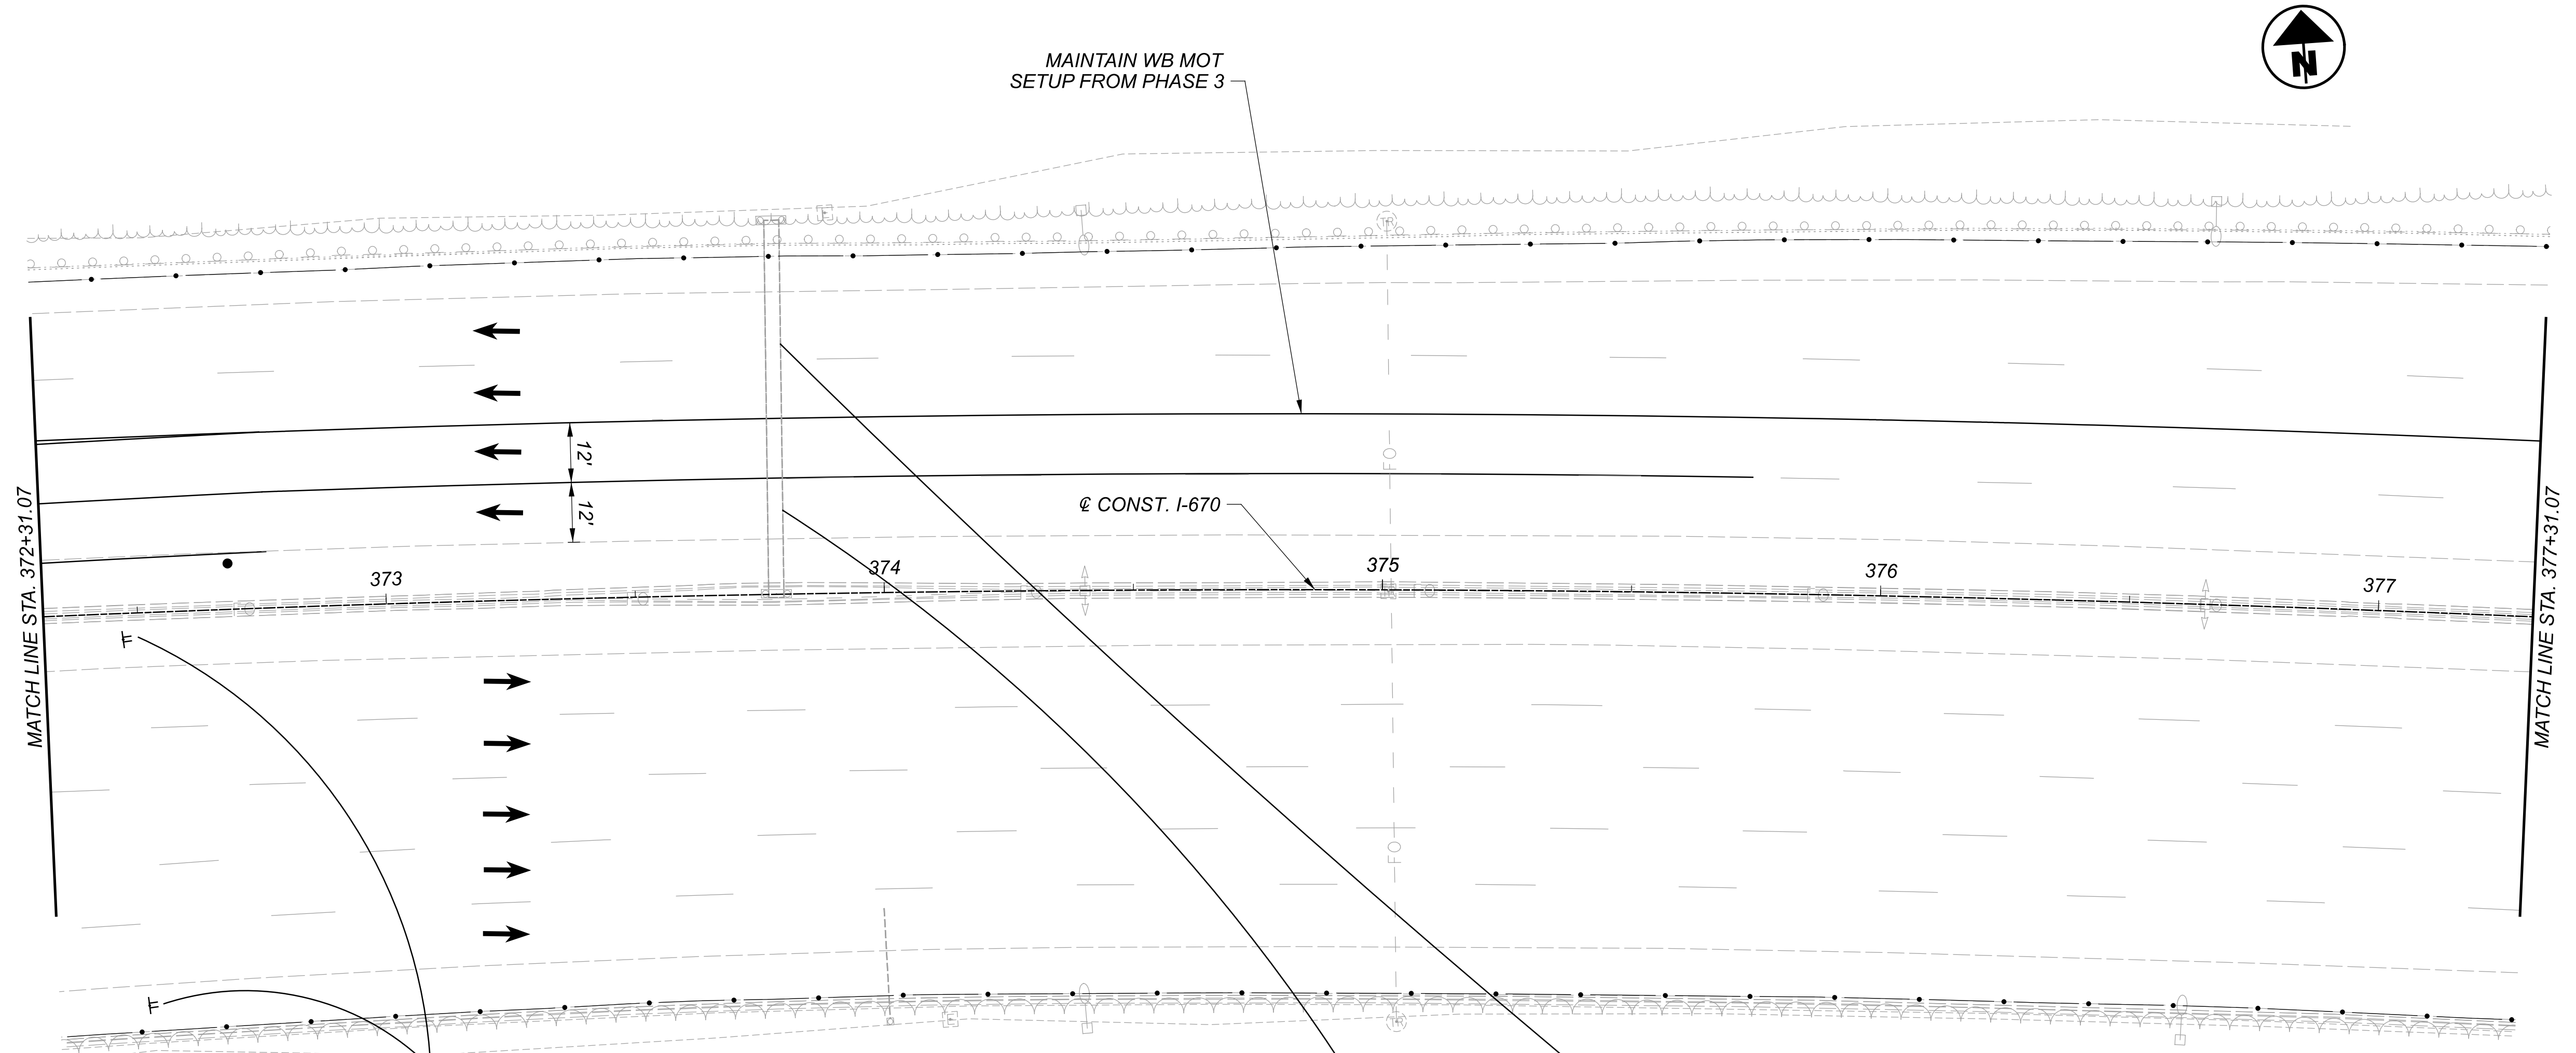 N
MAINTAIN WB MOT
SETUP FROM PHASE 3
TR
12'
12'
FO
℄ CONST. I-670
373
374
375
376
377
MATCH LINE STA. 372+31.07
MATCH LINE STA. 377+31.07
FO